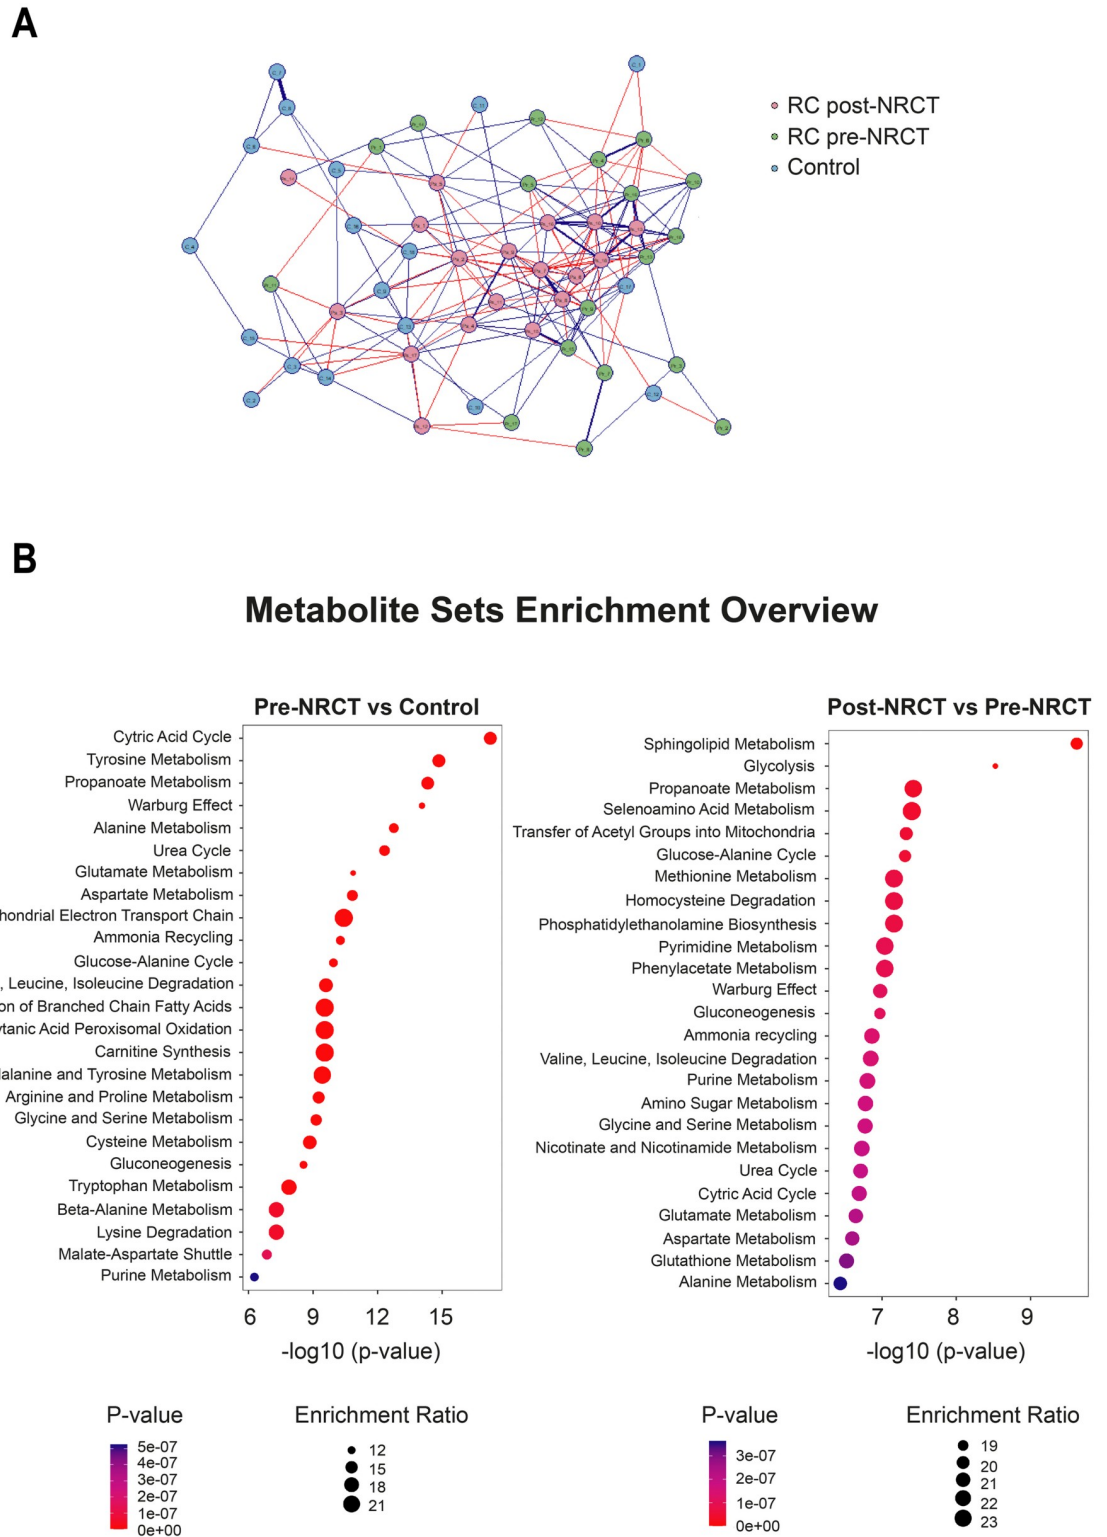 A
RC post-NRCT
RC pre-NRCT
Control
B
Metabolite Sets Enrichment Overview
Pre-NRCT vs Control
Cytric Acid Cycle
Tyrosine Metabolism
Propanoate Metabolism
Warburg Effect
Alanine Metabolism
Urea Cycle
Glutamate Metabolism
Aspartate Metabolism
hondrial Electron Transport Chain
Ammonia Recycling
Glucose-Alanine Cycle
, Leucine, Isoleucine Degradation
on of Branched Chain Fatty Acids
ytanic Acid Peroxisomal Oxidation
Carnitine Synthesis
lalanine and Tyrosine Metabolism
Arginine and Proline Metabolism
Glycine and Serine Metabolism
Cysteine Metabolism
Gluconeogenesis
Tryptophan Metabolism
Beta-Alanine Metabolism
Lysine Degradation
Malate-Aspartate Shuttle
Purine Metabolism
6 9 12 15
-log10 (p-value)
P-value
5e-07
4e-07
3e-07
2e-07
1e-07
0e+00
Enrichment Ratio
12
15
18
21
Post-NRCT vs Pre-NRCT
Sphingolipid Metabolism
Glycolysis
Propanoate Metabolism
Selenoamino Acid Metabolism
Transfer of Acetyl Groups into Mitochondria
Glucose-Alanine Cycle
Methionine Metabolism
Homocysteine Degradation
Phosphatidylethanolamine Biosynthesis
Pyrimidine Metabolism
Phenylacetate Metabolism
Warburg Effect
Gluconeogenesis
Ammonia recycling
Valine, Leucine, Isoleucine Degradation
Purine Metabolism
Amino Sugar Metabolism
Glycine and Serine Metabolism
Nicotinate and Nicotinamide Metabolism
Urea Cycle
Cytric Acid Cycle
Glutamate Metabolism
Aspartate Metabolism
Glutathione Metabolism
Alanine Metabolism
7 8 9
-log10 (p-value)
P-value
3e-07
2e-07
1e-07
0e+00
Enrichment Ratio
19
20
21
22
23